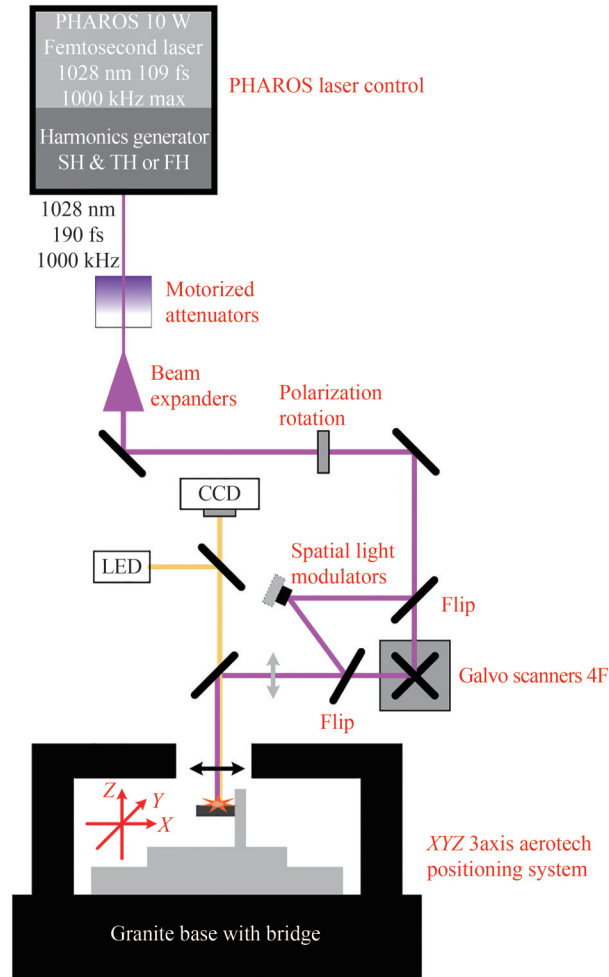 PHAROS 10 W
Femtosecond laser
1028 nm 109 fs
1000 kHz max
Harmonics generator
SH & TH or FH
PHAROS laser control
1028 nm
190 fs
1000 kHz
Motorized
attenuators
Beam
expanders
Polarization
rotation
CCD
LED
Spatial light
modulators
Flip
Galvo scanners 4F
Flip
Z
Y
X
XYZ 3axis aerotech
positioning system
Granite base with bridge